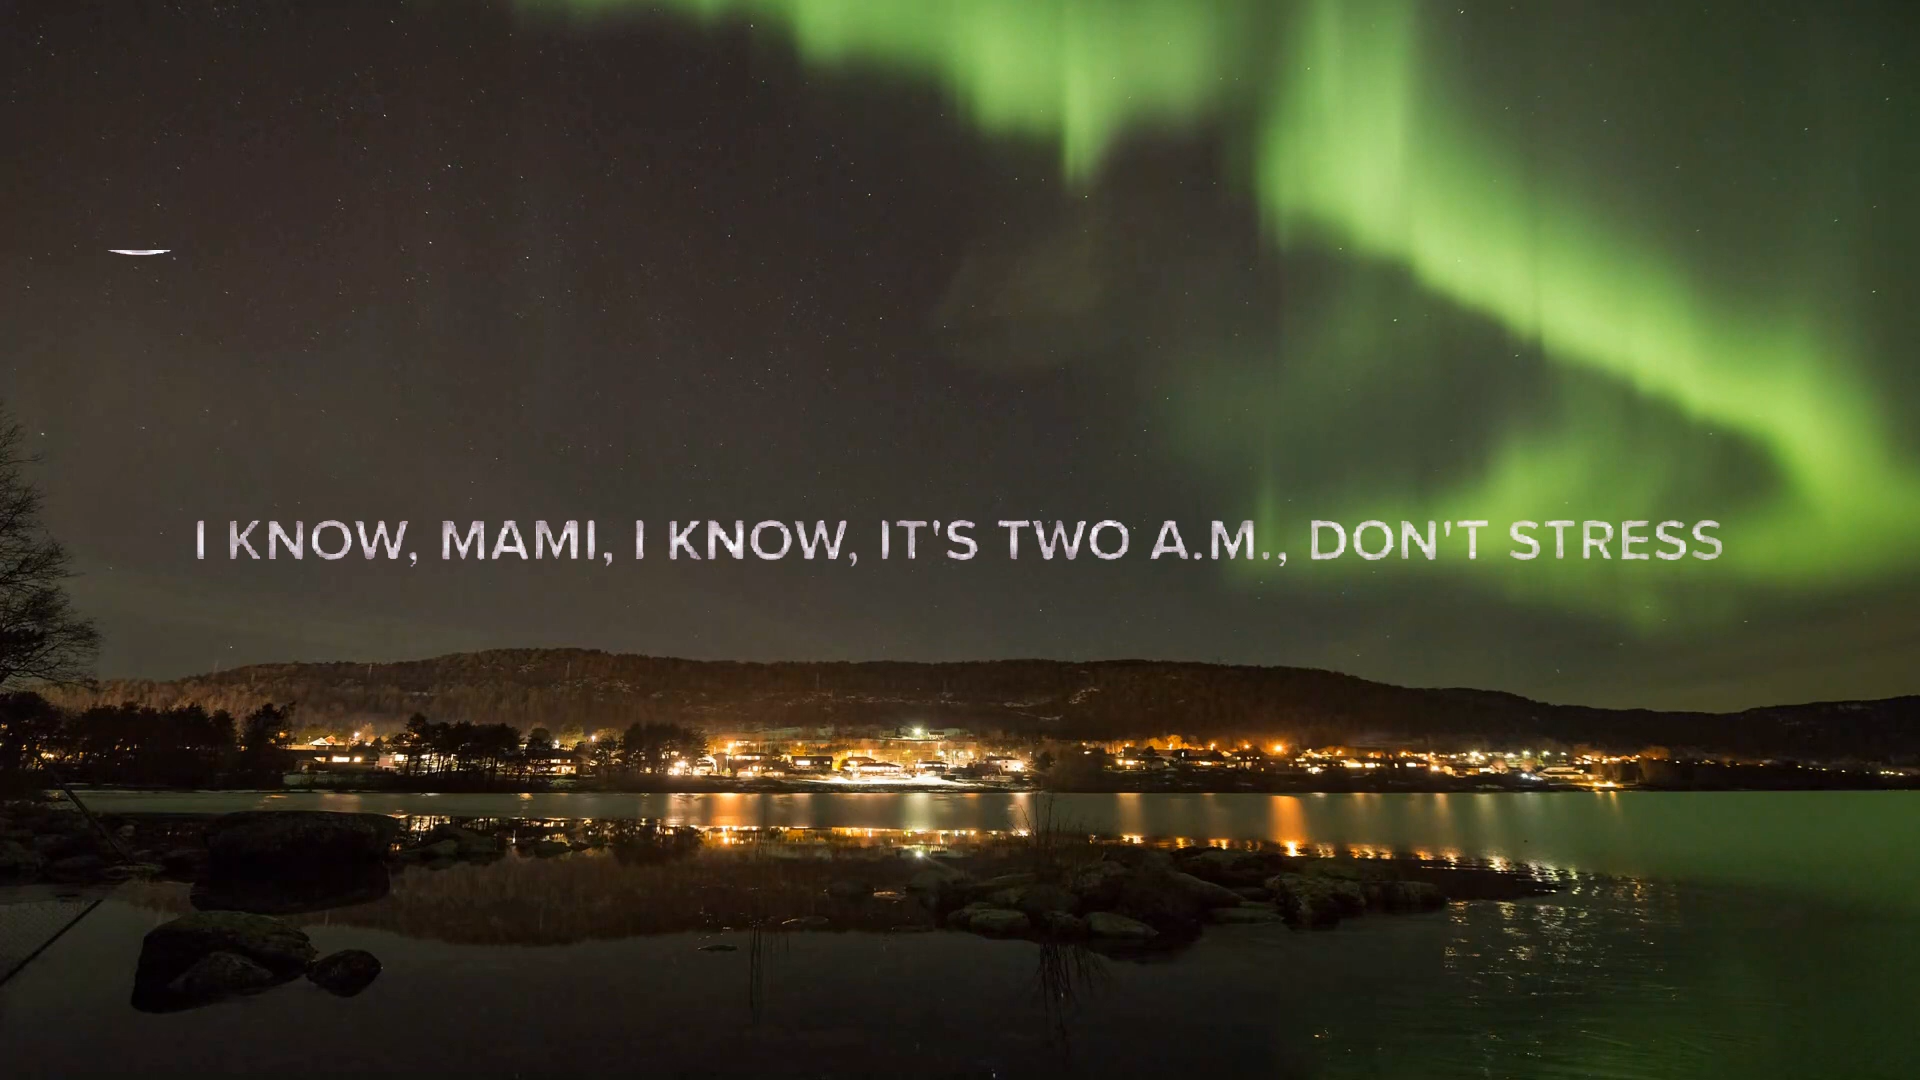 I KNOW, MAMI, I KNOW, IT'S TWO A.M., DON'T STRESS